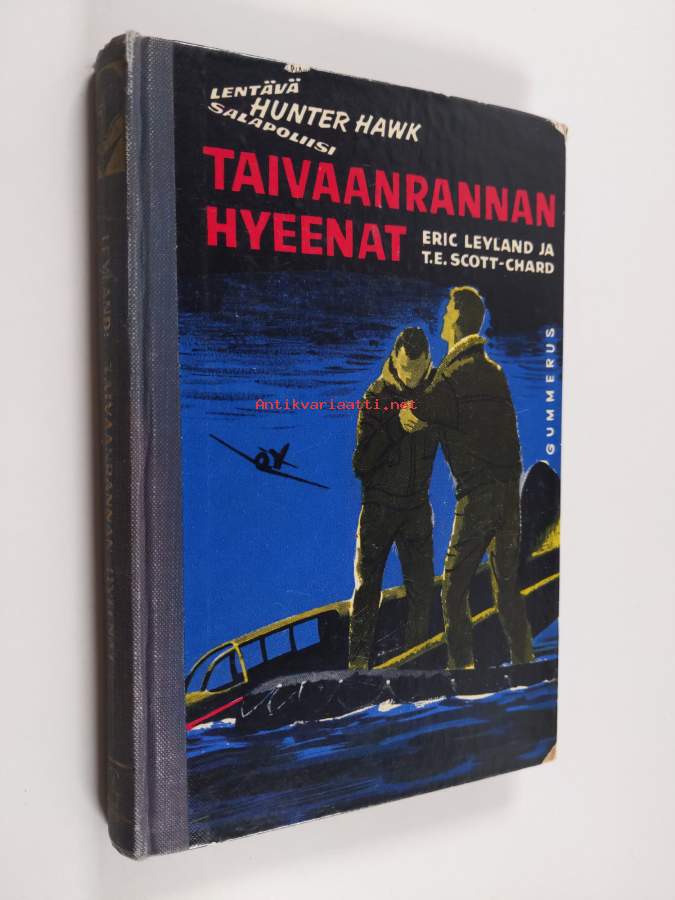 LENTÄVÄ
HUNTER HAWK
SALAPOLIISI
TAIVAANRANNAN
HYEENAT
ERIC LEYLAND JA
T.E. SCOTT-CHARD
GUMMERUS
Antikvariaatti.net
LEYLAND: TAIVAANRANNAN HYEENAT